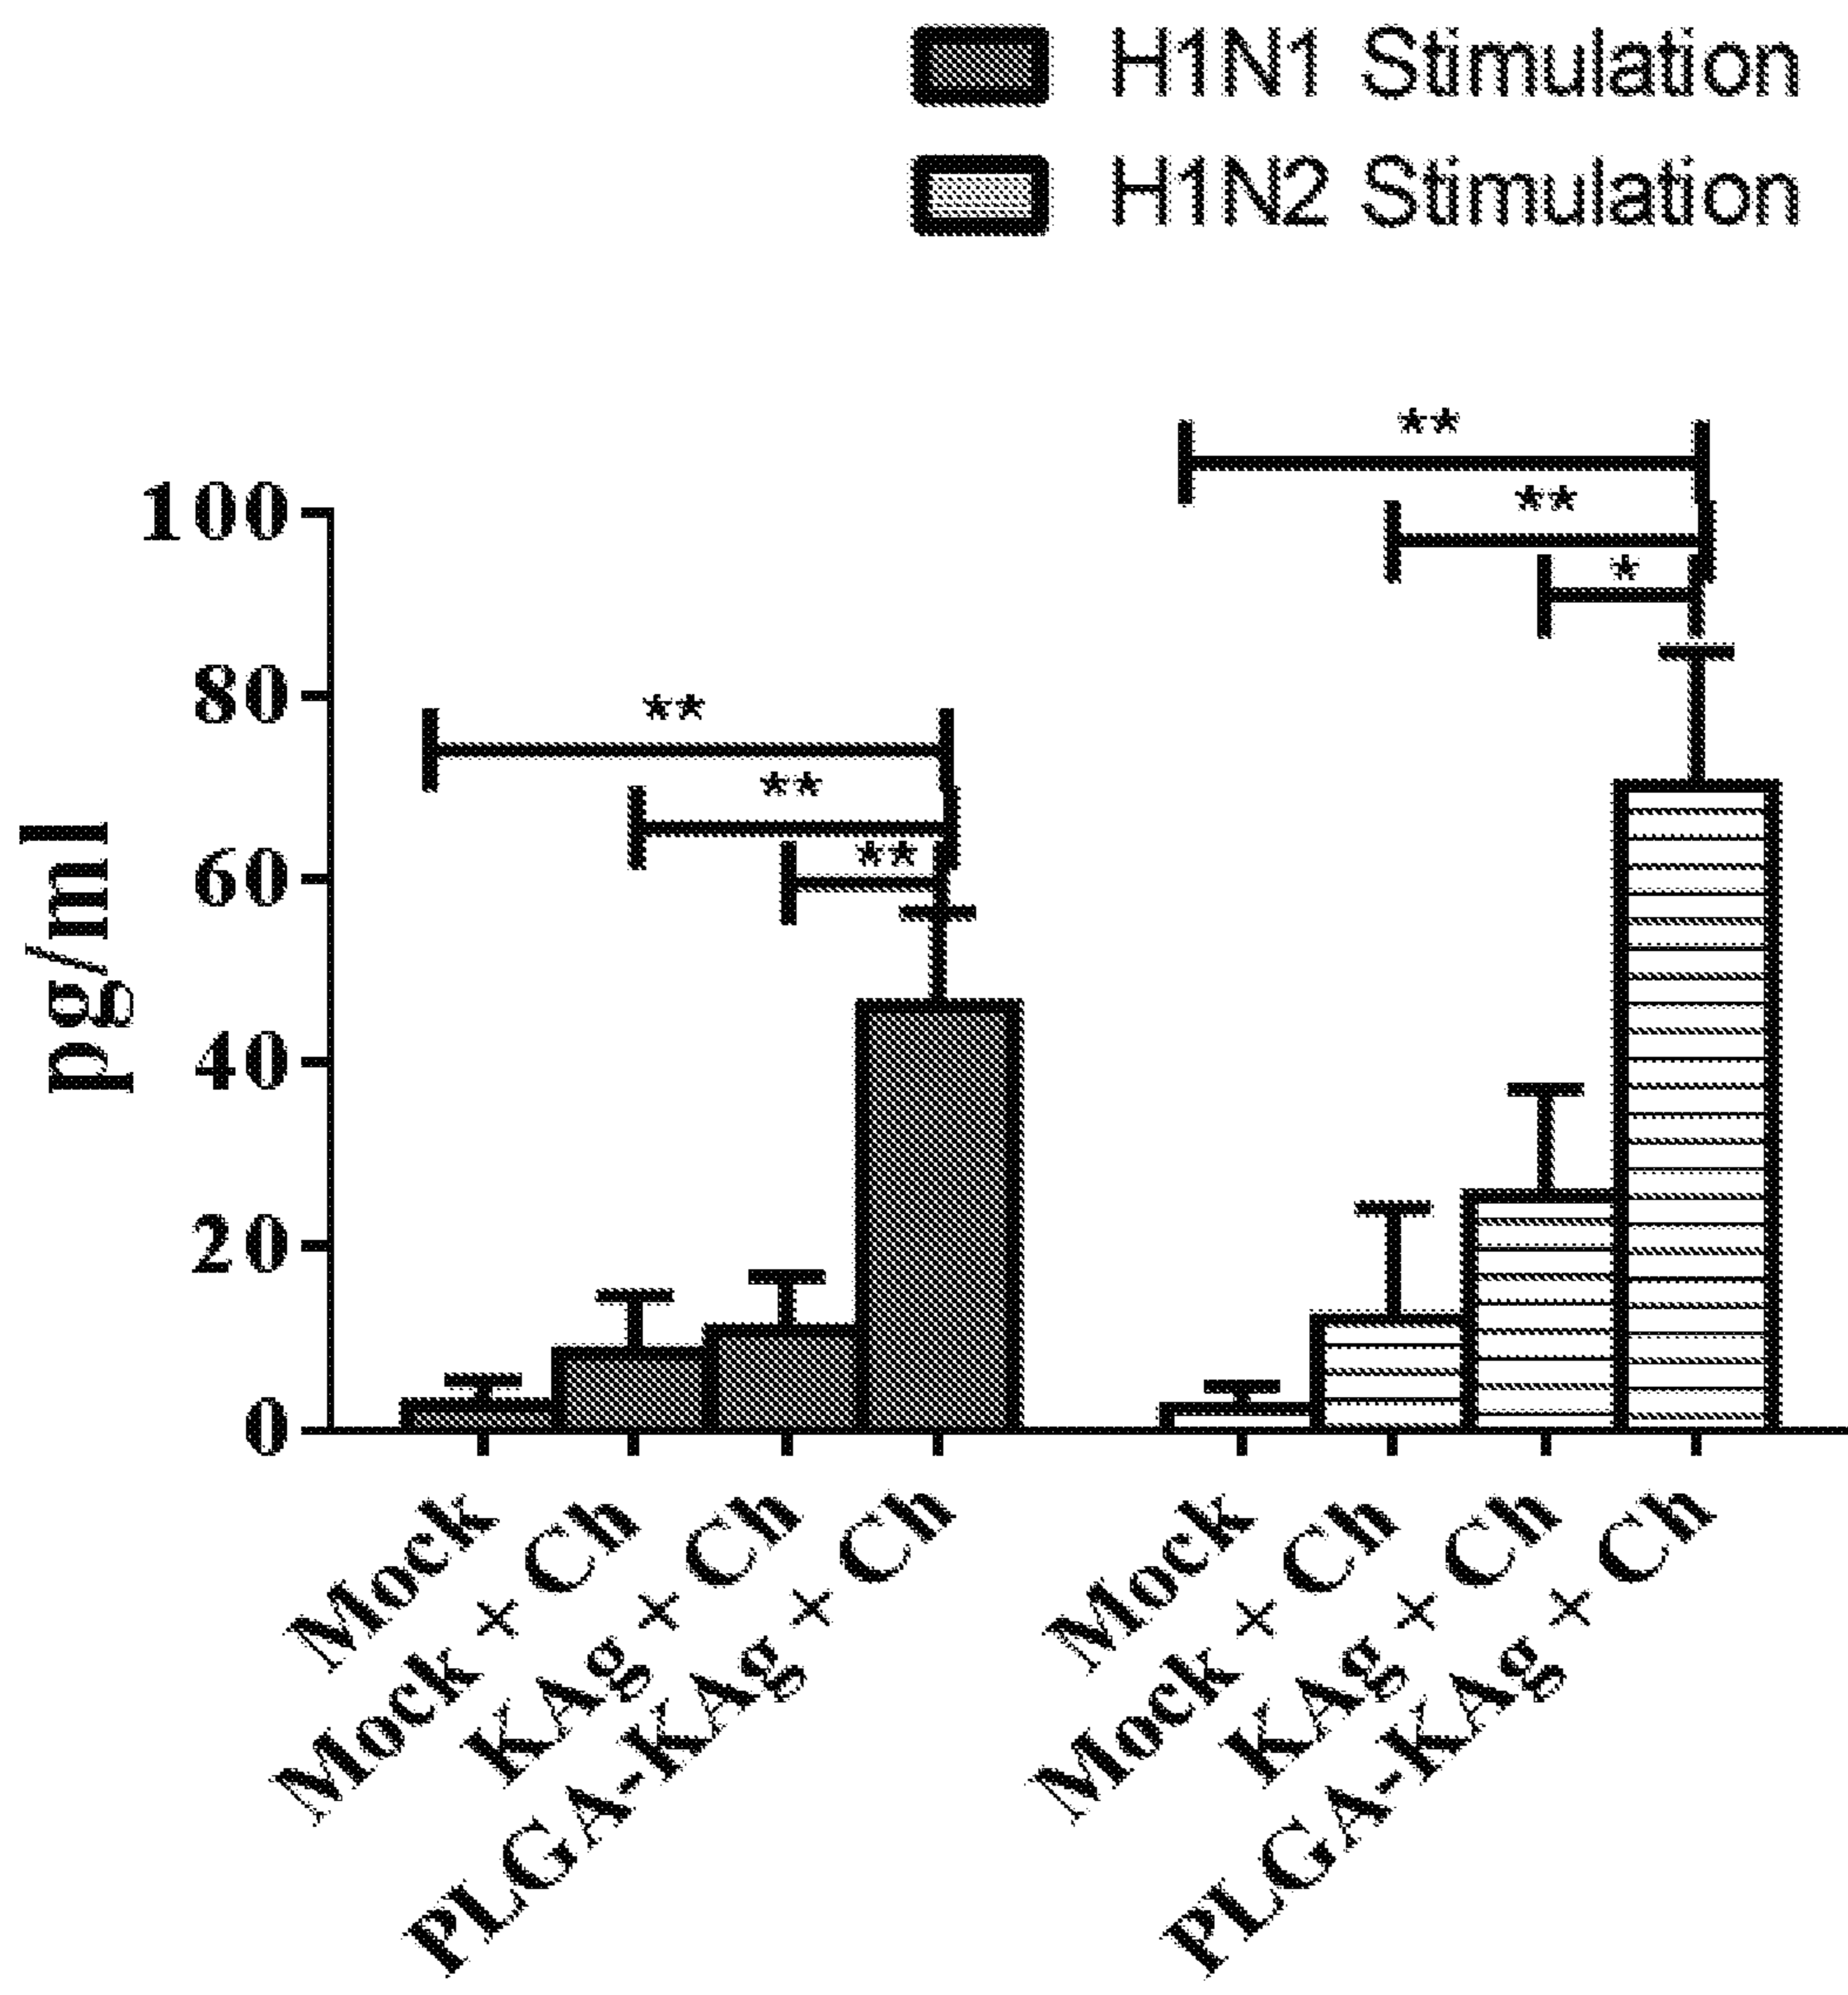 H1N1 Stimulation
H1N2 Stimulation
**
**
*
**
**
**
100
80
60
40
20
0
pg/ml
Mock
Mock + Ch
KAg + Ch
PLGA-KAg + Ch
Mock
Mock + Ch
KAg + Ch
PLGA-KAg + Ch